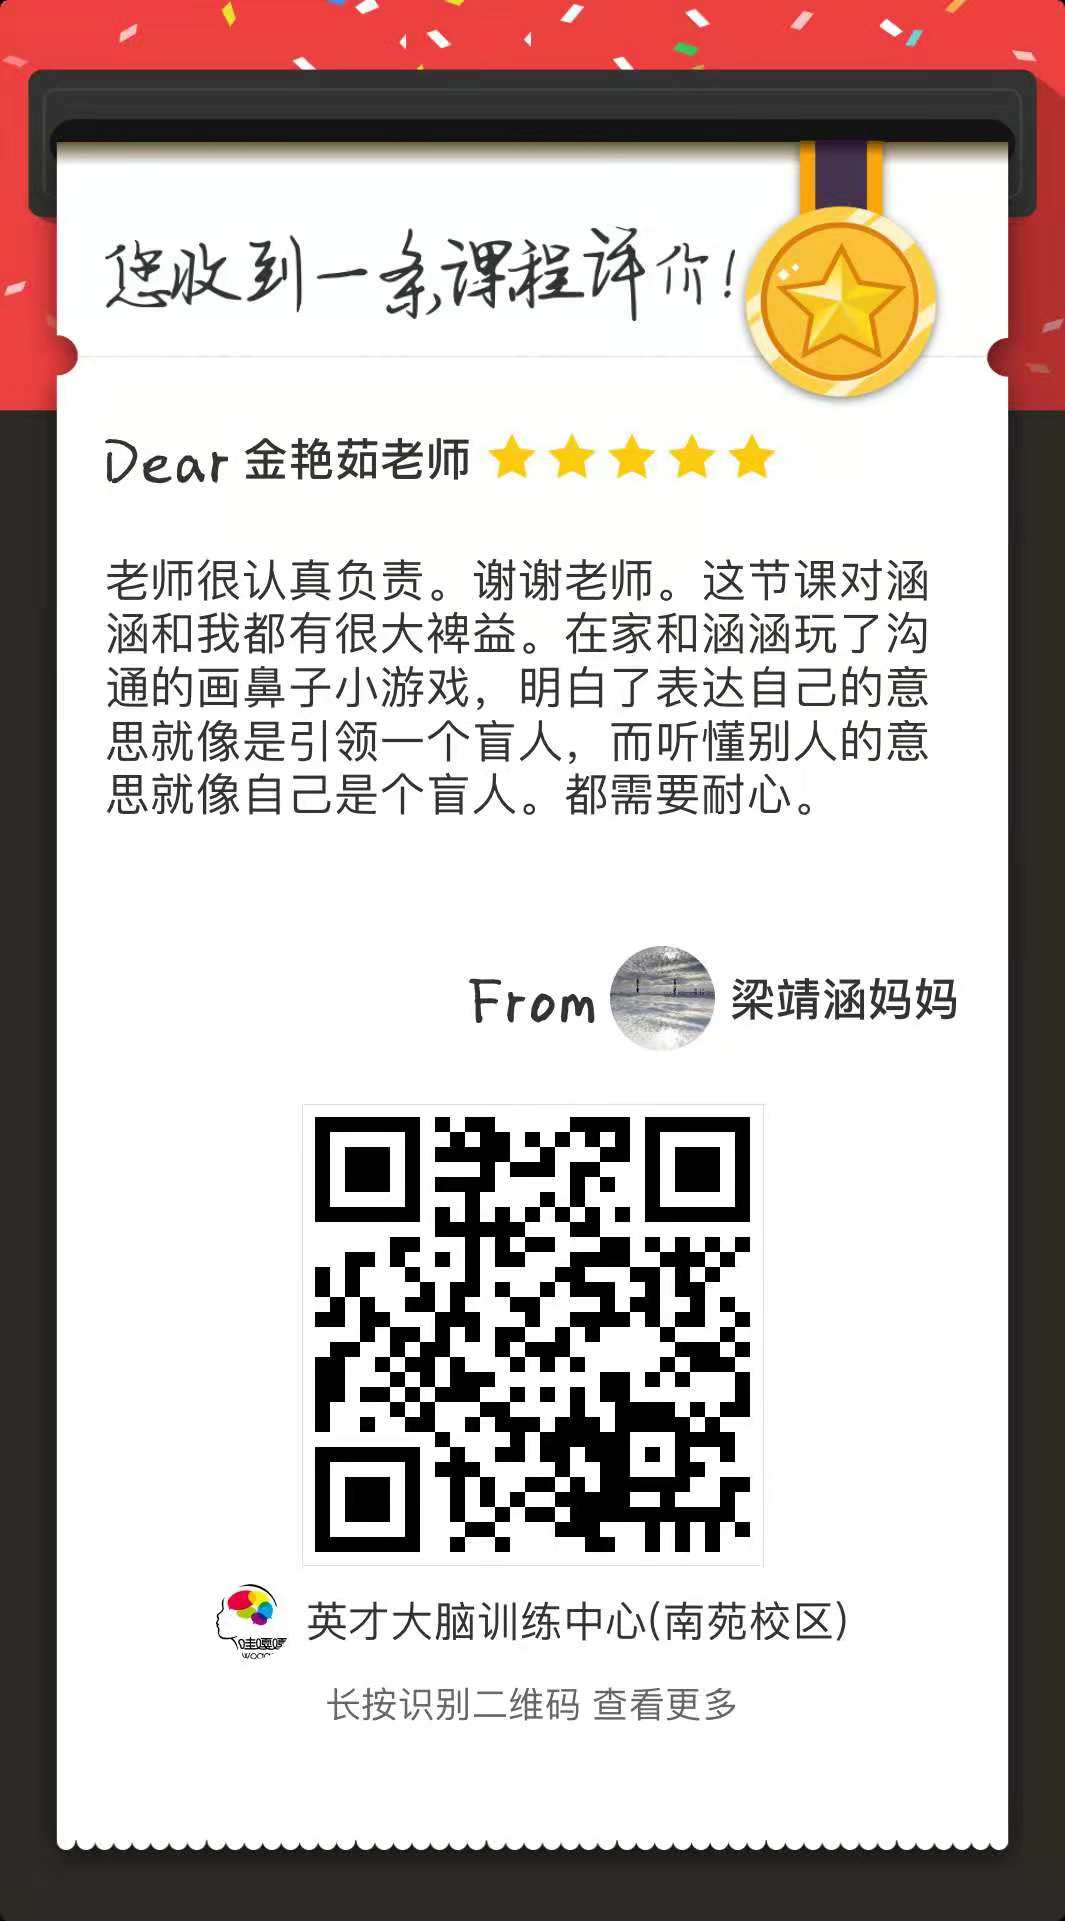 您收到一条课程评价!
Dear 金艳茹老师
老师很认真负责。谢谢老师。这节课对涵
涵和我都有很大裨益。在家和涵涵玩了沟
通的画鼻子小游戏，明白了表达自己的意
思就像是引领一个盲人，而听懂别人的意
思就像自己是个盲人。都需要耐心。
From 梁靖涵妈妈
英才大脑训练中心(南苑校区)
长按识别二维码 查看更多